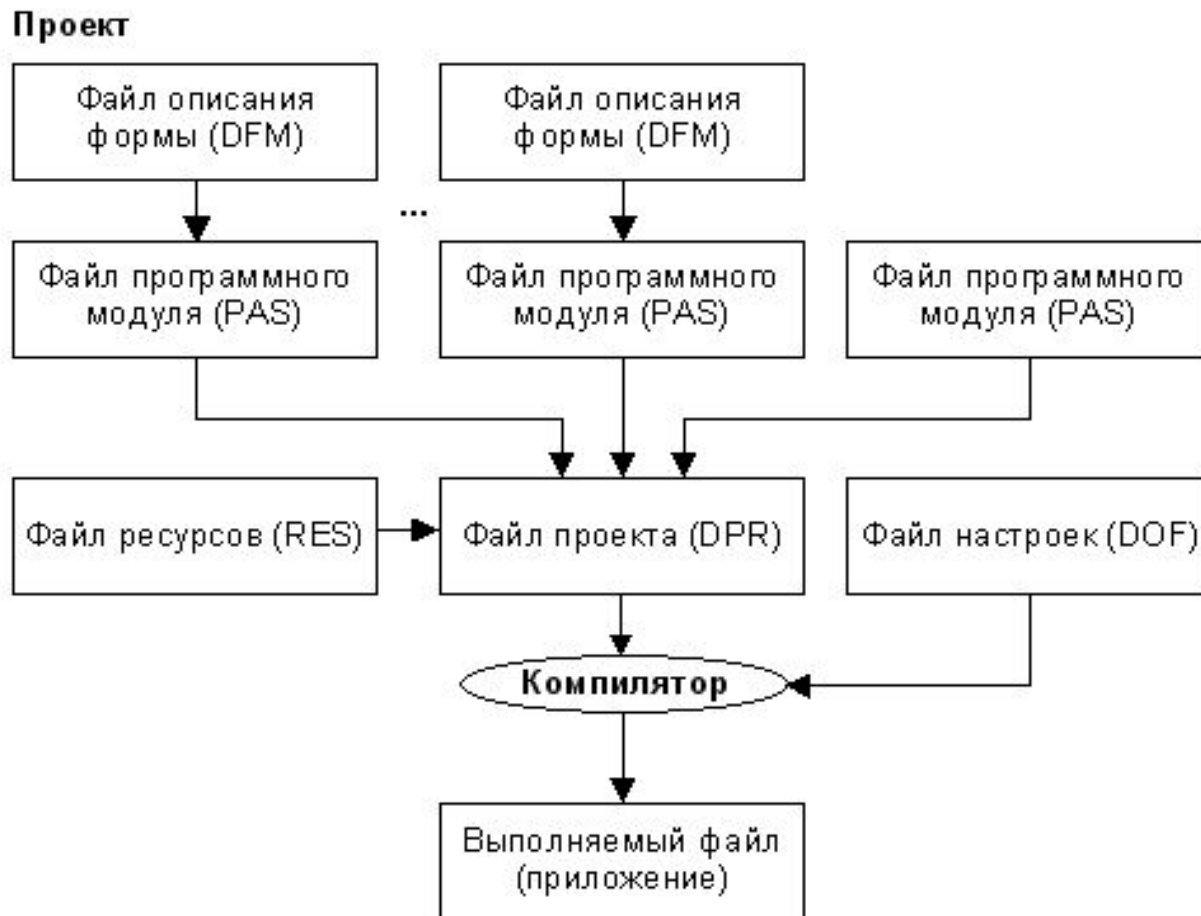 Проект
Файл описания
формы (DFM)
Файл описания
формы (DFM)
...
Файл программного
модуля (PAS)
Файл программного
модуля (PAS)
Файл программного
модуля (PAS)
Файл ресурсов (RES)
Файл проекта (DPR)
Файл настроек (DOF)
Компилятор
Выполняемый файл
(приложение)